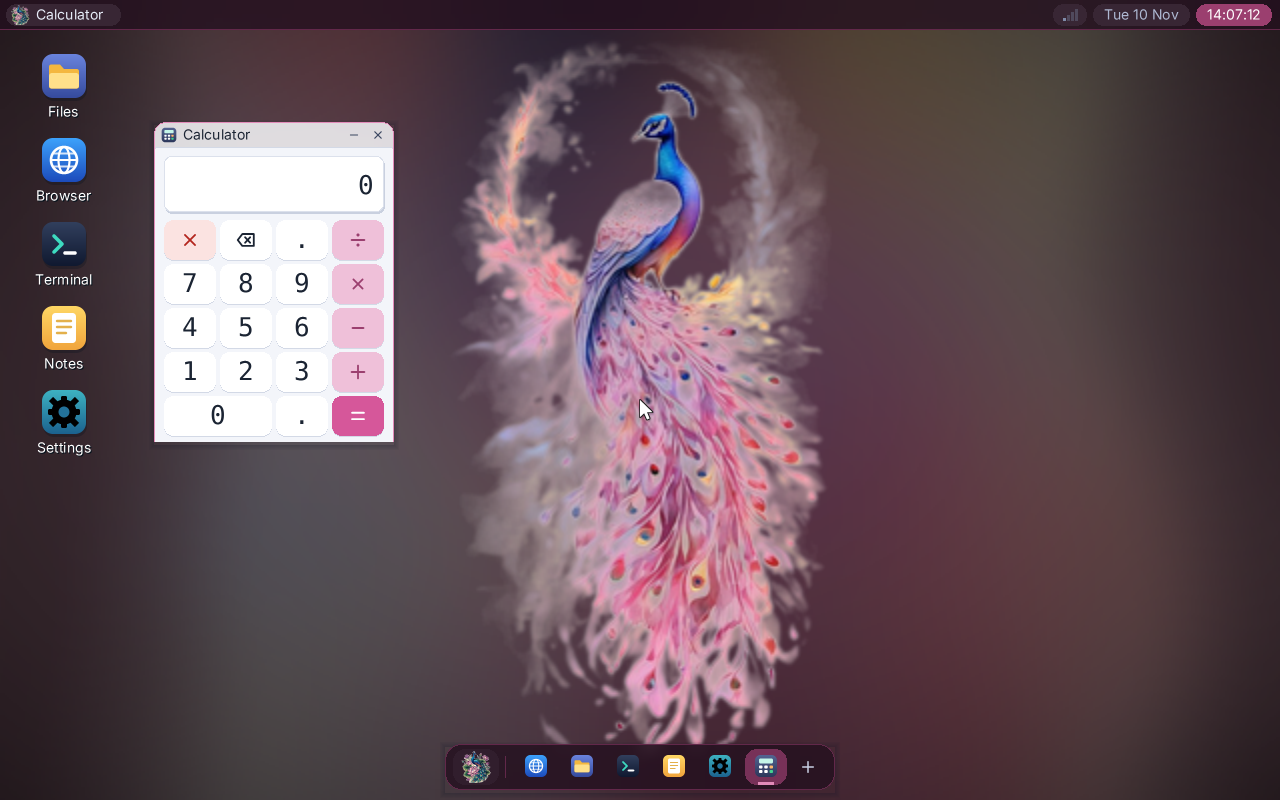 Calculator
Tue 10 Nov
14:07:12
Files
Browser
Terminal
Notes
Settings
Calculator
0
× ⌫ . ÷
7 8 9 ×
4 5 6 −
1 2 3 +
0 . =